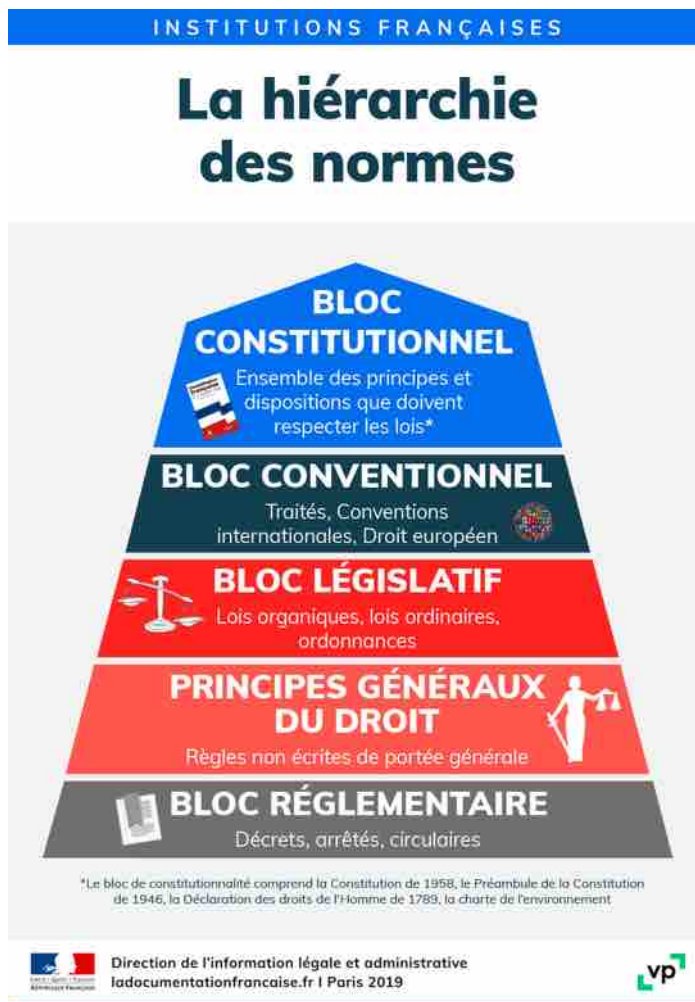 INSTITUTIONS FRANÇAISES
La hiérarchie
des normes
BLOC
CONSTITUTIONNEL
Ensemble des principes et
dispositions que doivent
respecter les lois*
BLOC CONVENTIONNEL
Traités, Conventions
internationales, Droit européen
BLOC LÉGISLATIF
Lois organiques, lois ordinaires,
ordonnances
PRINCIPES GÉNÉRAUX
DU DROIT
Règles non écrites de portée générale
BLOC RÉGLEMENTAIRE
Décrets, arrêtés, circulaires
*Le bloc de constitutionnalité comprend la Constitution de 1958, le Préambule de la Constitution
de 1946, la Déclaration des droits de l'Homme de 1789, la charte de l'environnement
Direction de l'information légale et administrative
ladocumentationfrancaise.fr I Paris 2019
vp